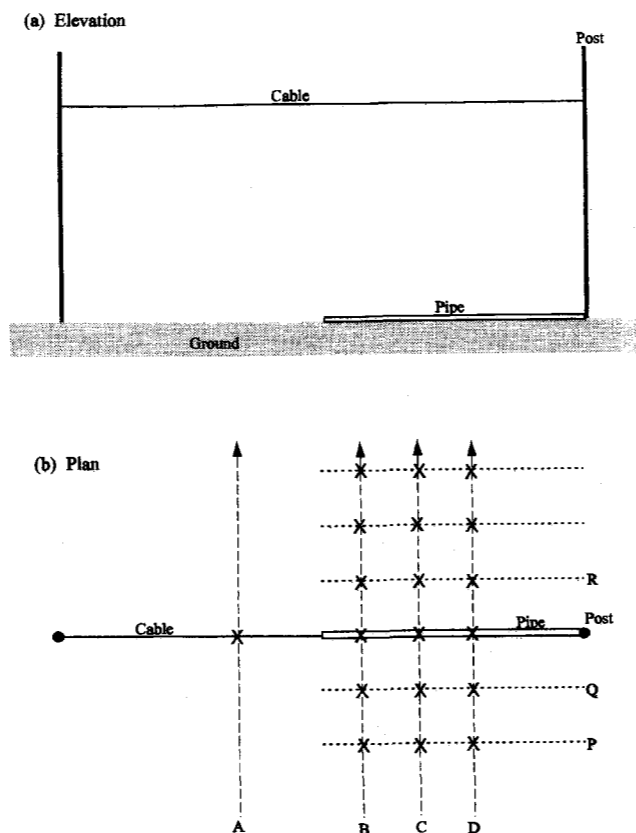 (a) Elevation
Post
Cable
Pipe
Ground
(b) Plan
R
Cable
Pipe
Post
Q
P
A B C D